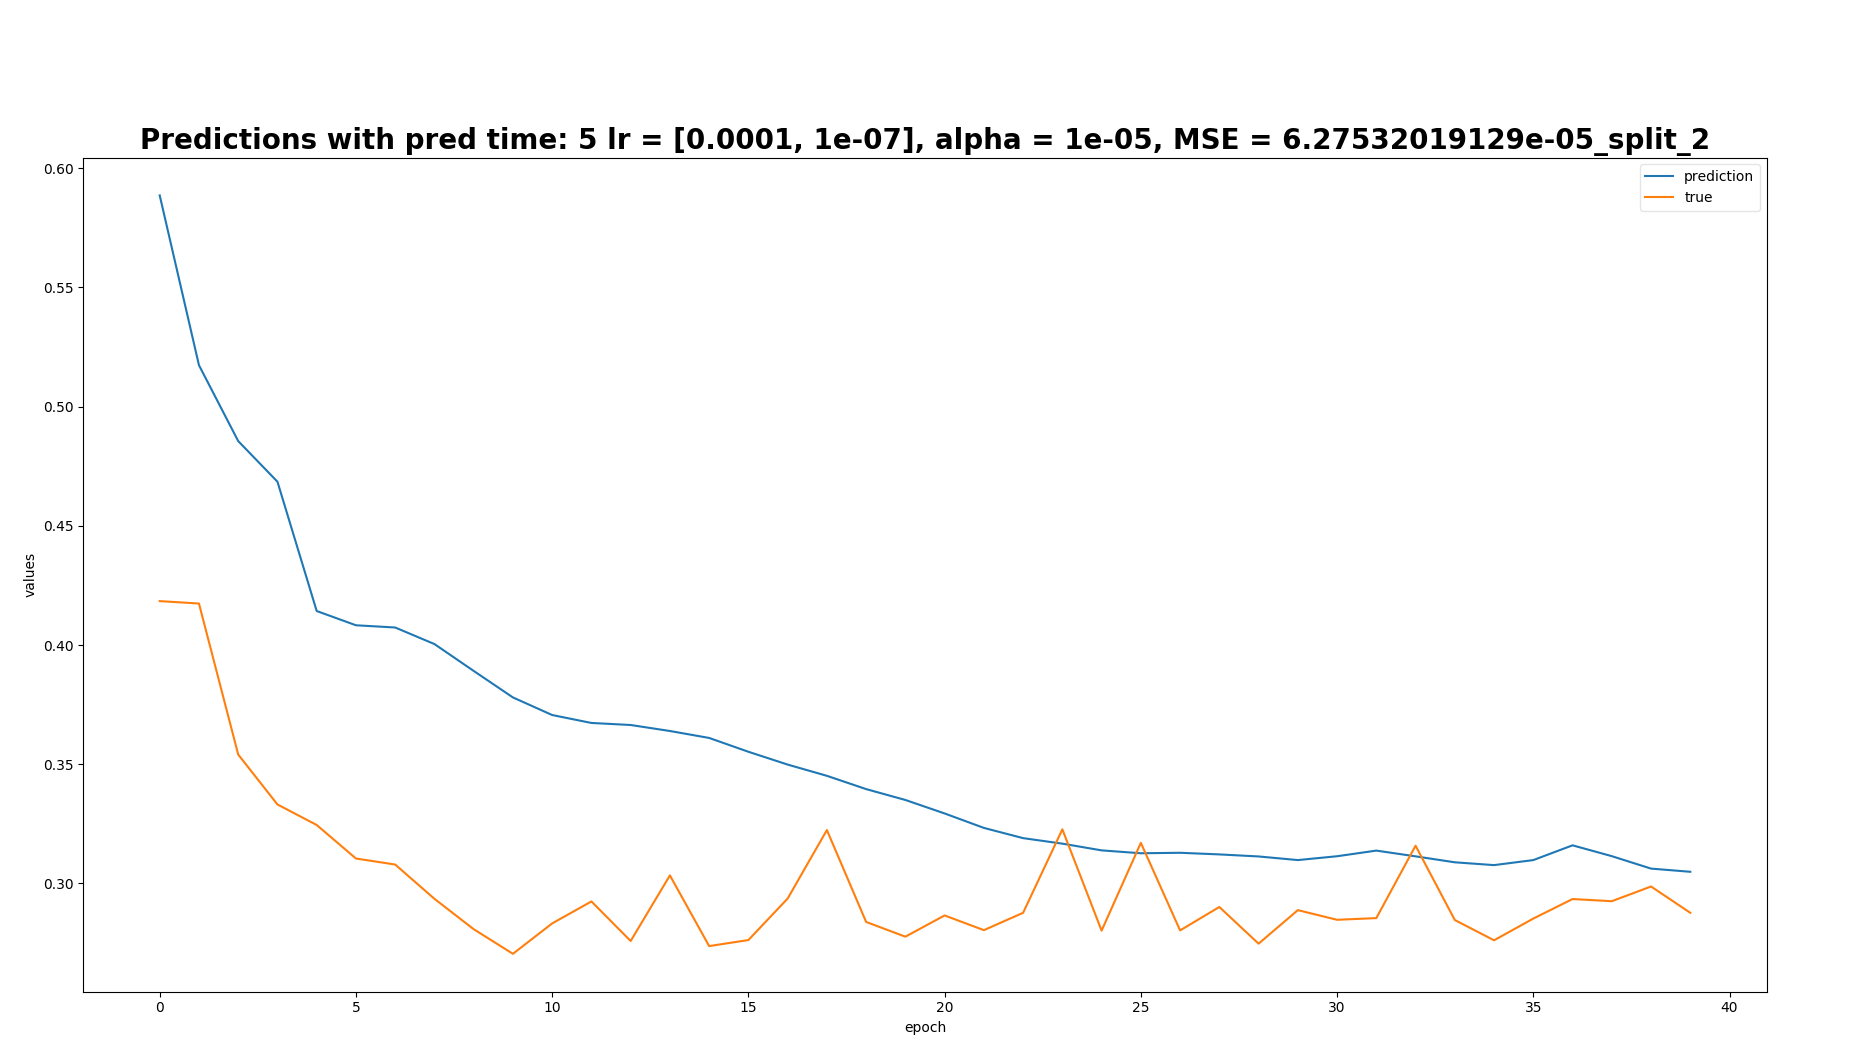 Predictions with pred time: 5 lr = [0.0001, 1e-07], alpha = 1e-05, MSE = 6.27532019129e-05_split_2
prediction
true
0.60
0.55
0.50
0.45
0.40
0.35
0.30
values
0 5 10 15 20 25 30 35 40
epoch